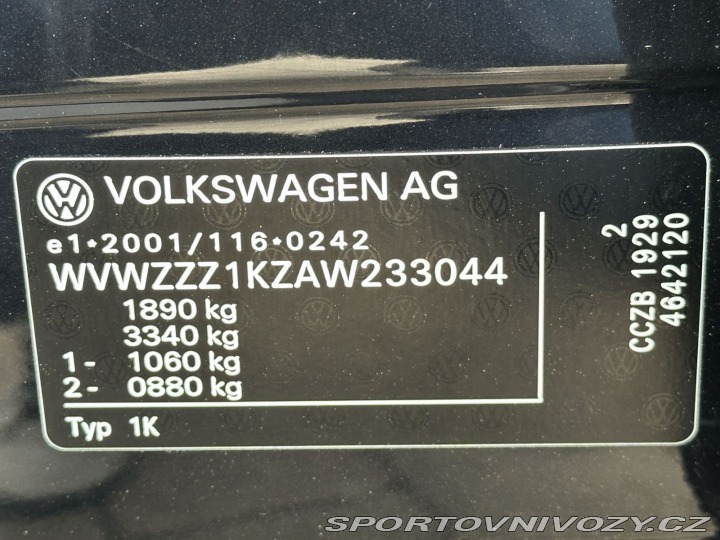 VOLKSWAGEN AG
e1*2001/116*0242
WVWZZZ1KZAW233044
1890 kg
3340 kg
1- 1060 kg
2- 0880 kg
Typ 1K
2
CCZB 1929
4642120
SPORTOVNIVOZY.CZ